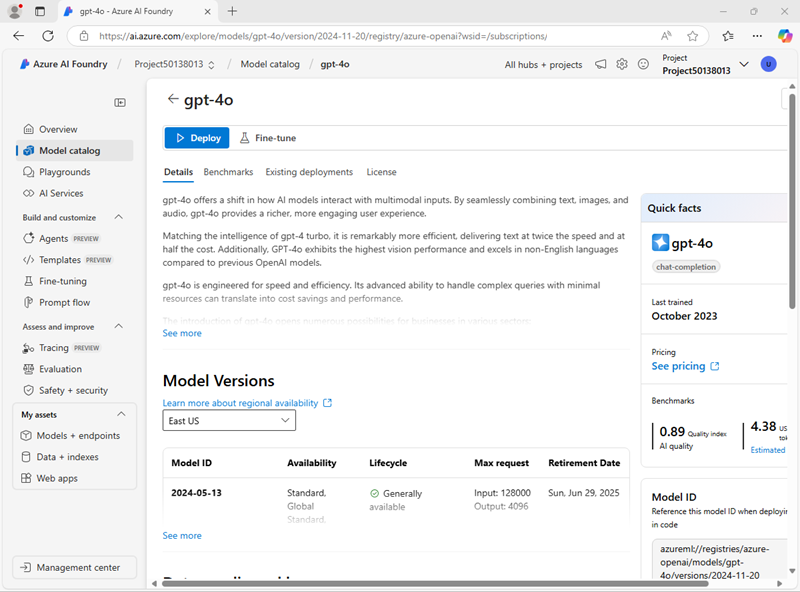 gpt-4o - Azure AI Foundry
https://ai.azure.com/explore/models/gpt-4o/version/2024-11-20/registry/azure-openai?wsid=/subscriptions/
Azure AI Foundry / Project50138013 / Model catalog / gpt-4o
All hubs + projects
Project
Project50138013
U
gpt-4o
Deploy
Fine-tune
Overview
Model catalog
Playgrounds
AI Services
Build and customize
Agents PREVIEW
Templates PREVIEW
Fine-tuning
Prompt flow
Assess and improve
Tracing PREVIEW
Evaluation
Safety + security
My assets
Models + endpoints
Data + indexes
Web apps
Management center
Details Benchmarks Existing deployments License
gpt-4o offers a shift in how AI models interact with multimodal inputs. By seamlessly combining text, images, and
audio, gpt-4o provides a richer, more engaging user experience.
Matching the intelligence of gpt-4 turbo, it is remarkably more efficient, delivering text at twice the speed and at
half the cost. Additionally, GPT-4o exhibits the highest vision performance and excels in non-English languages
compared to previous OpenAI models.
gpt-4o is engineered for speed and efficiency. Its advanced ability to handle complex queries with minimal
resources can translate into cost savings and performance.
The introduction of gpt-4o opens numerous possibilities for businesses in various sectors.
See more
Model Versions
Learn more about regional availability
East US
Model ID Availability Lifecycle Max request Retirement Date
2024-05-13 Standard, Generally Input: 128000 Sun, Jun 29, 2025
Global available Output: 4096
Standard,
See more
Quick facts
gpt-4o
chat-completion
Last trained
October 2023
Pricing
See pricing
Benchmarks
0.89 Quality index
AI quality
4.38 US
tok
Estimated
Model ID
Reference this model ID when deployin
in code
azureml://registries/azure-
openai/models/gpt-
4o/versions/2024-11-20